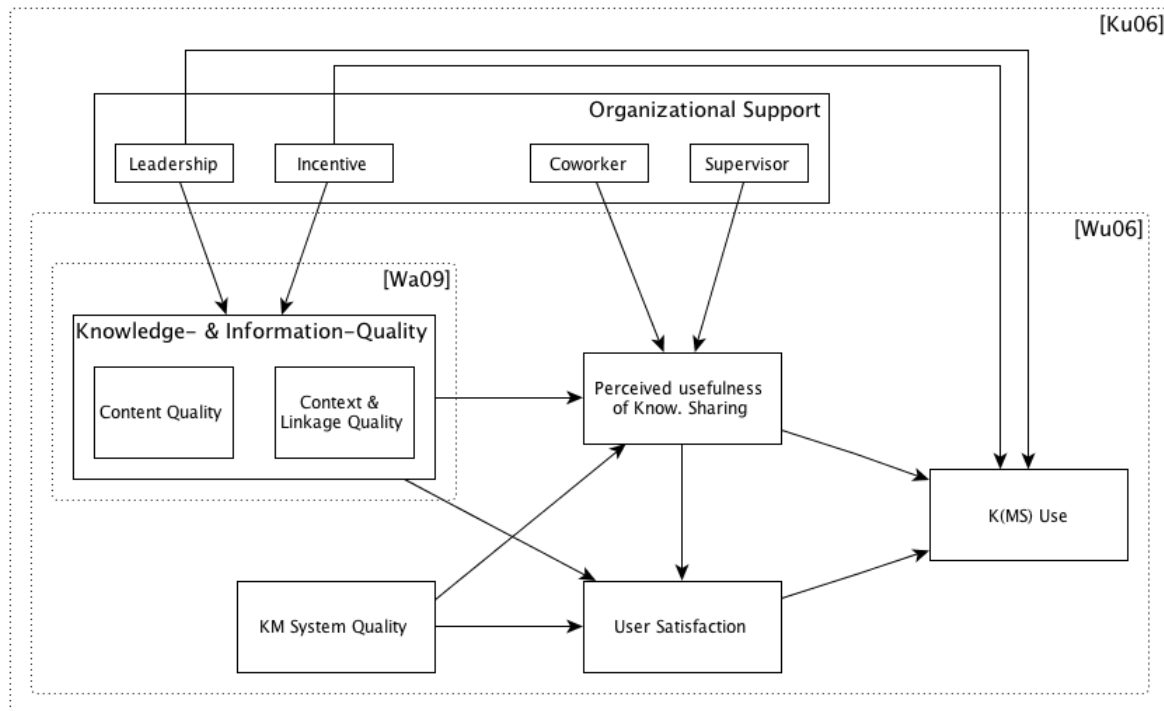 [Ku06]
Organizational Support
Leadership
Incentive
Coworker
Supervisor
[Wu06]
[Wa09]
Knowledge- & Information-Quality
Content Quality
Context &
Linkage Quality
Perceived usefulness
of Know. Sharing
K(MS) Use
KM System Quality
User Satisfaction